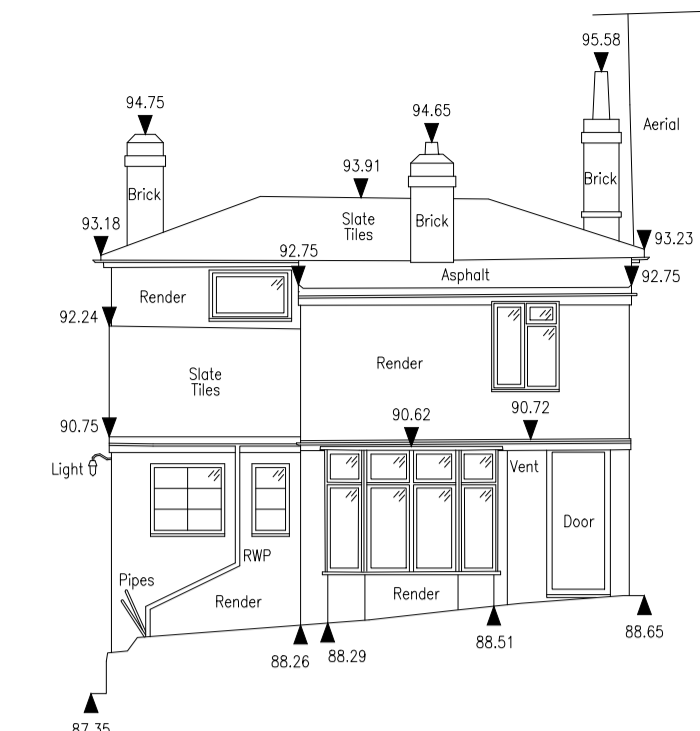 95.58
94.75
94.65
Aerial
93.91
Brick
Brick
Slate
Tiles
Brick
93.18
93.23
92.75
Asphalt
92.75
Render
92.24
Render
Slate
Tiles
90.62
90.72
90.75
Light
Vent
Door
RWP
Pipes
Render
Render
88.26
88.29
88.51
88.65
87.35